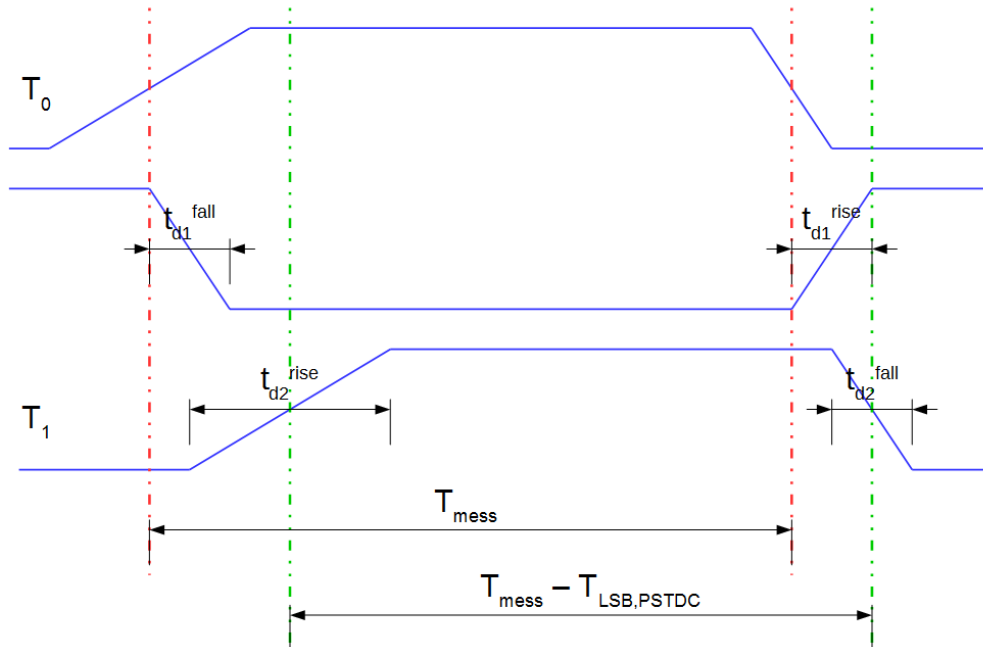 T0
td1fall
td1rise
td2rise
td2fall
T1
Tmess
Tmess – TLSB,PSTDC